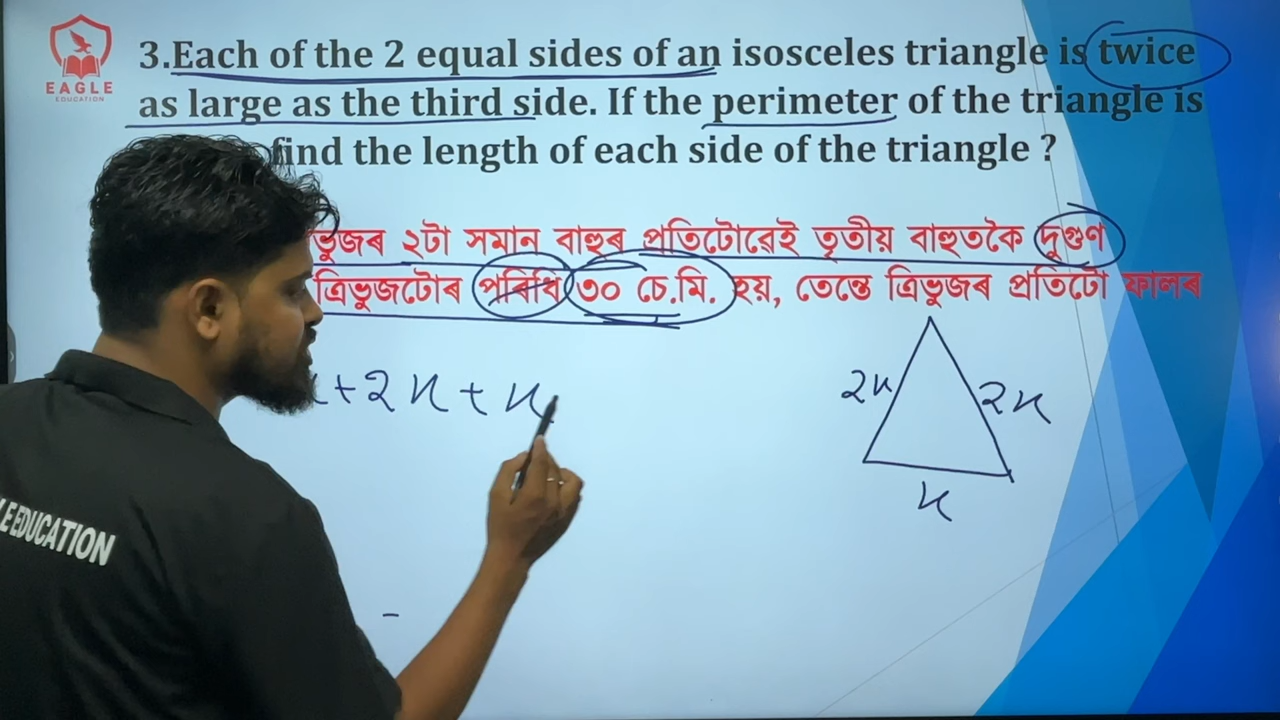 EAGLE
EDUCATION
3.Each of the 2 equal sides of an isosceles triangle is twice
as large as the third side. If the perimeter of the triangle is
find the length of each side of the triangle ?
২টা সমান বাহুৰ প্ৰতিটোৱেই তৃতীয় বাহুতকৈ দুগুণ
ত্ৰিভুজটোৰ পৰিধি ৩০ চে.মি. হয়, তেন্তে ত্ৰিভুজৰ প্ৰতিটো ফালৰ
+2x+x
2x
2x
x
EDUCATION